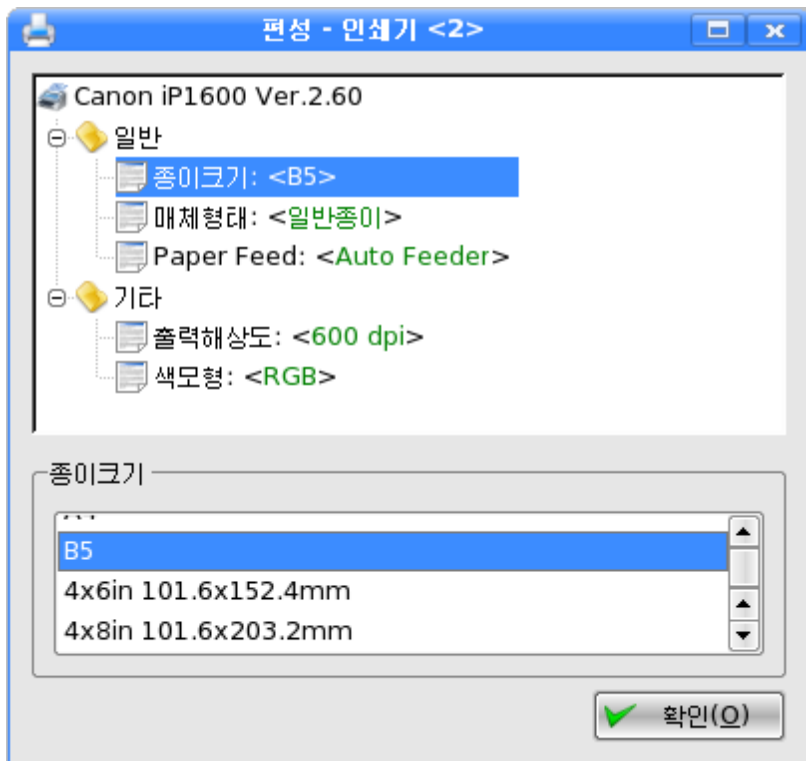 편성 - 인쇄기 <2>
Canon iP1600 Ver.2.60
일반
종이크기: <B5>
매체형태: <일반종이>
Paper Feed: <Auto Feeder>
기타
출력해상도: <600 dpi>
색모형: <RGB>
종이크기
B5
4x6in 101.6x152.4mm
4x8in 101.6x203.2mm
확인(O)